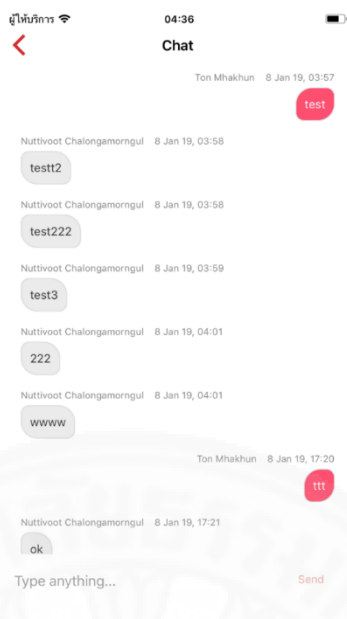 ผู้ให้บริการ 04:36
Chat
Ton Mhakhun 8 Jan 19, 03:57
test
Nuttivoot Chalongamorngul 8 Jan 19, 03:58
testt2
Nuttivoot Chalongamorngul 8 Jan 19, 03:58
test222
Nuttivoot Chalongamorngul 8 Jan 19, 03:59
test3
Nuttivoot Chalongamorngul 8 Jan 19, 04:01
222
Nuttivoot Chalongamorngul 8 Jan 19, 04:01
wwww
Ton Mhakhun 8 Jan 19, 17:20
ttt
Nuttivoot Chalongamorngul 8 Jan 19, 17:21
ok
Type anything... Send